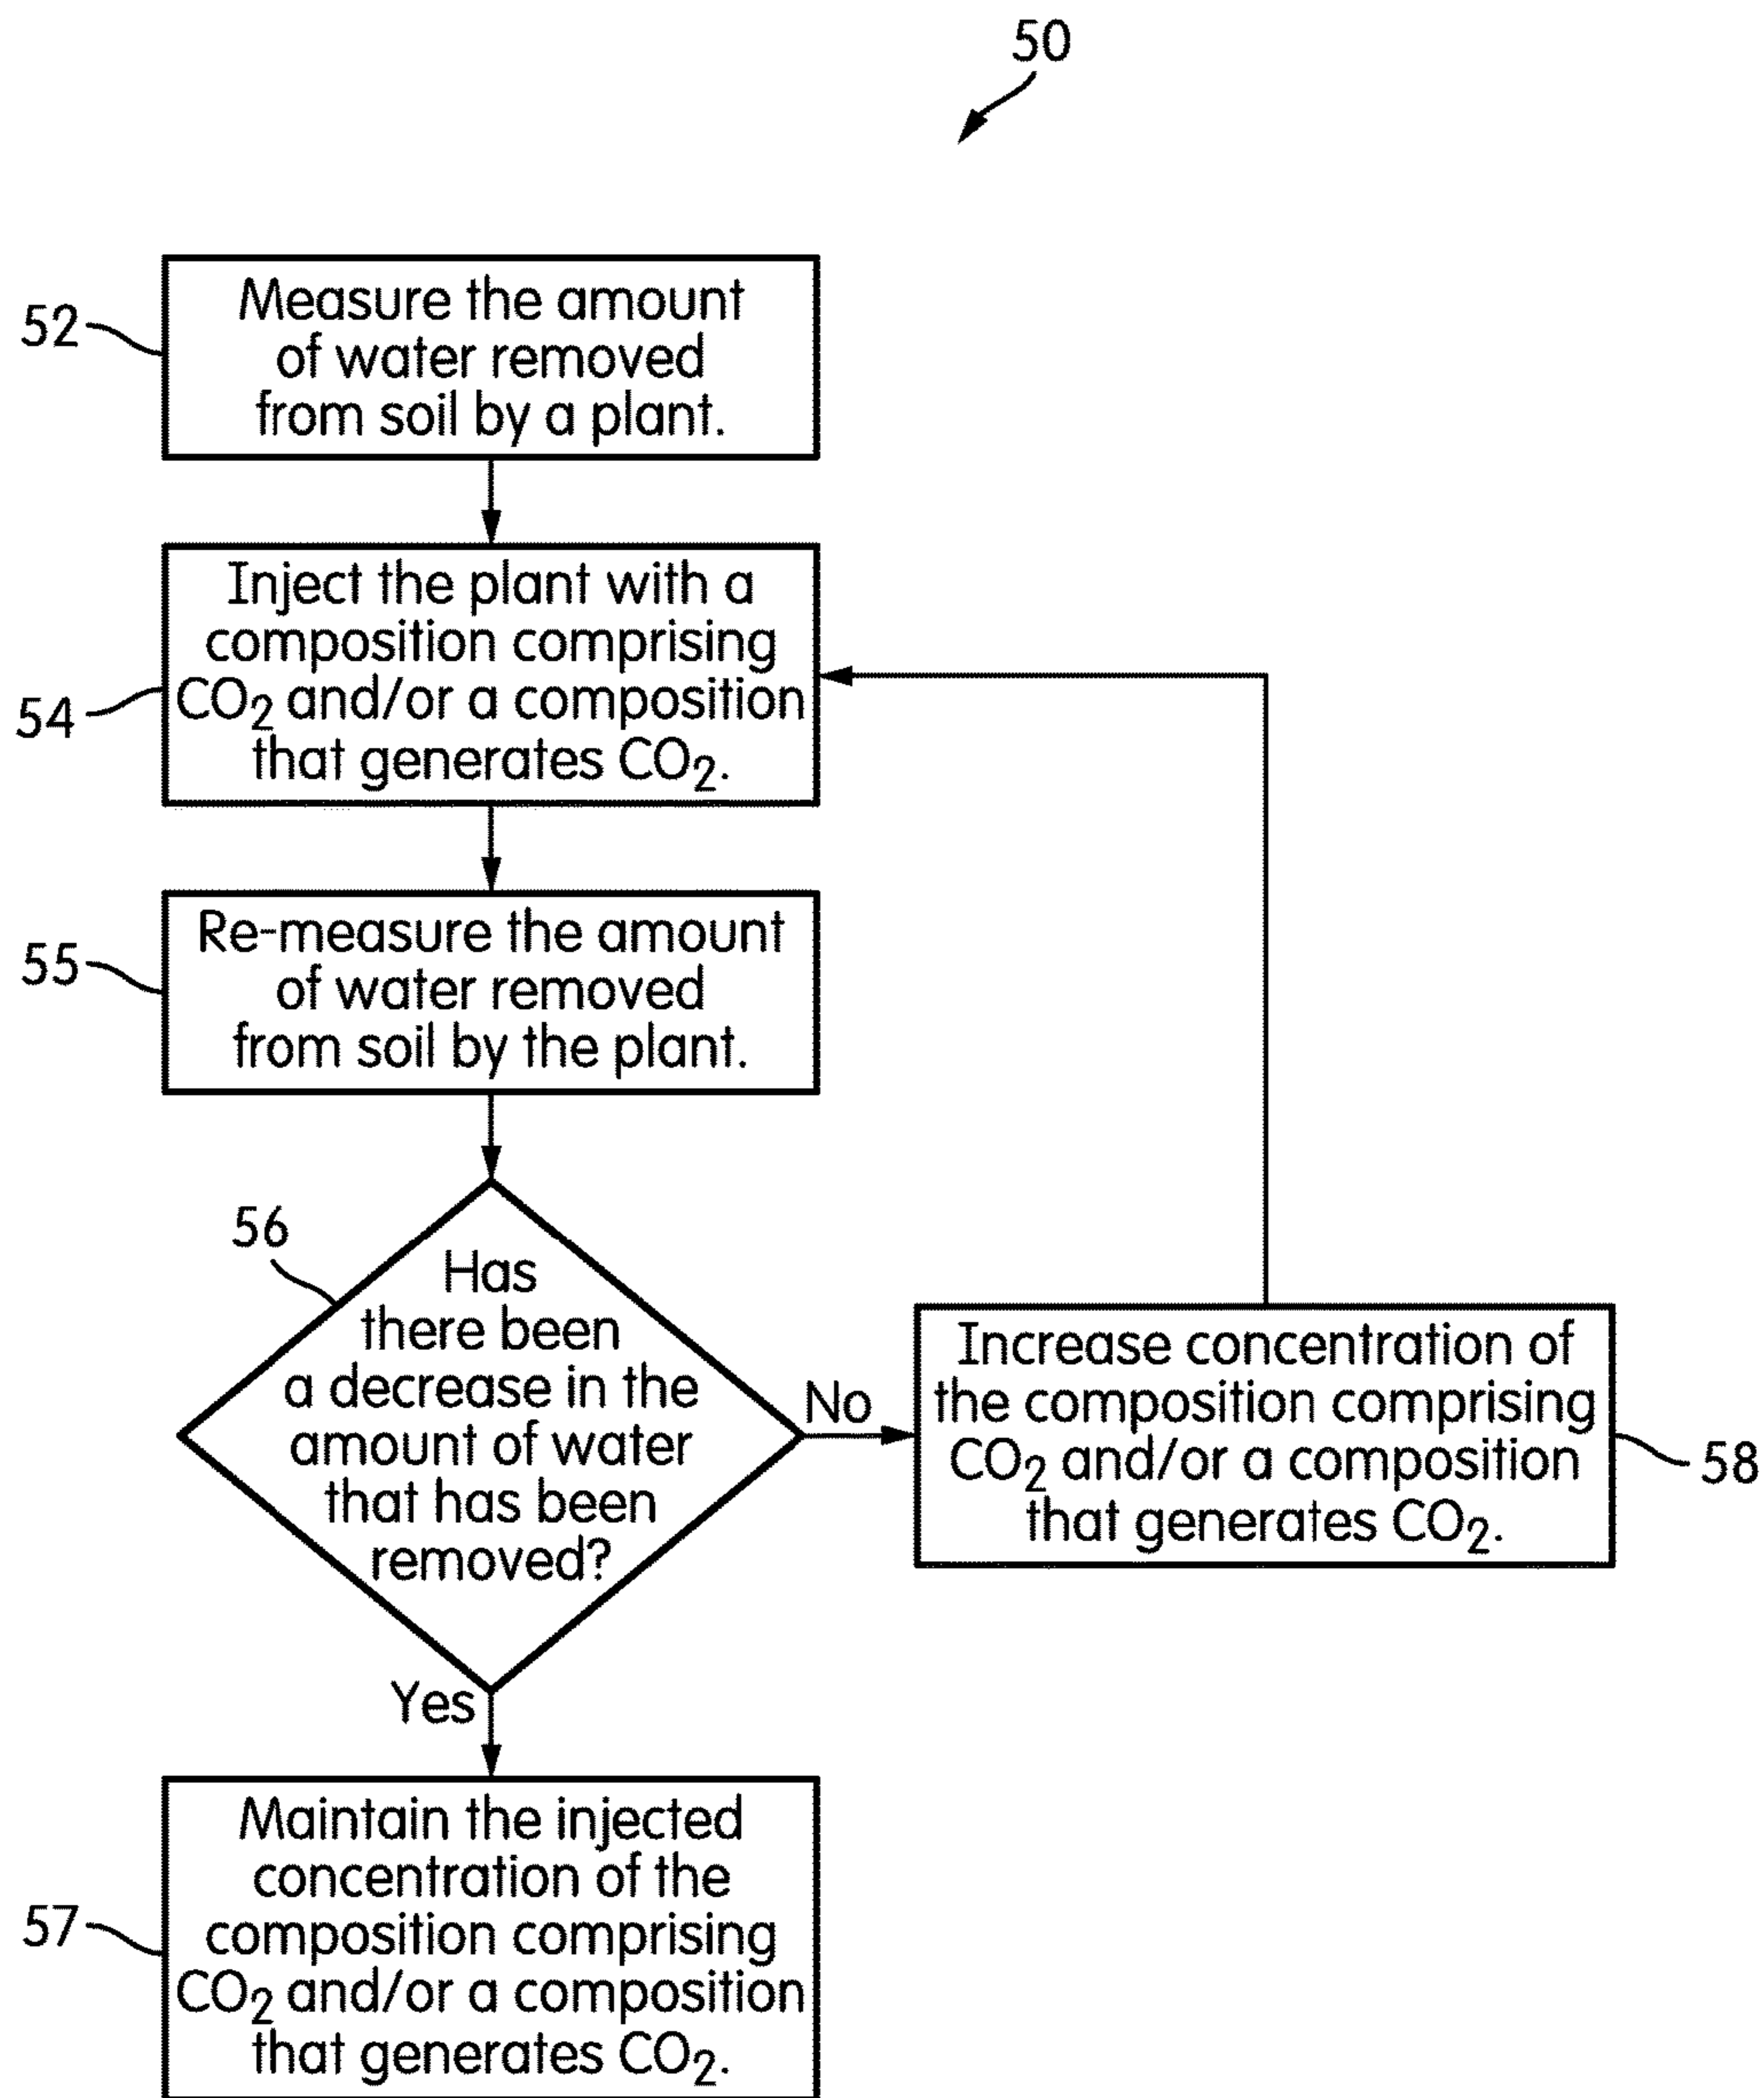 50
52
Measure the amount
of water removed
from soil by a plant.
54
Inject the plant with a
composition comprising
CO₂ and/or a composition
that generates CO₂.
55
Re-measure the amount
of water removed
from soil by the plant.
56
Has
there been
a decrease in the
amount of water
that has been
removed?
No
Increase concentration of
the composition comprising
CO₂ and/or a composition
that generates CO₂.
58
Yes
57
Maintain the injected
concentration of the
composition comprising
CO₂ and/or a composition
that generates CO₂.